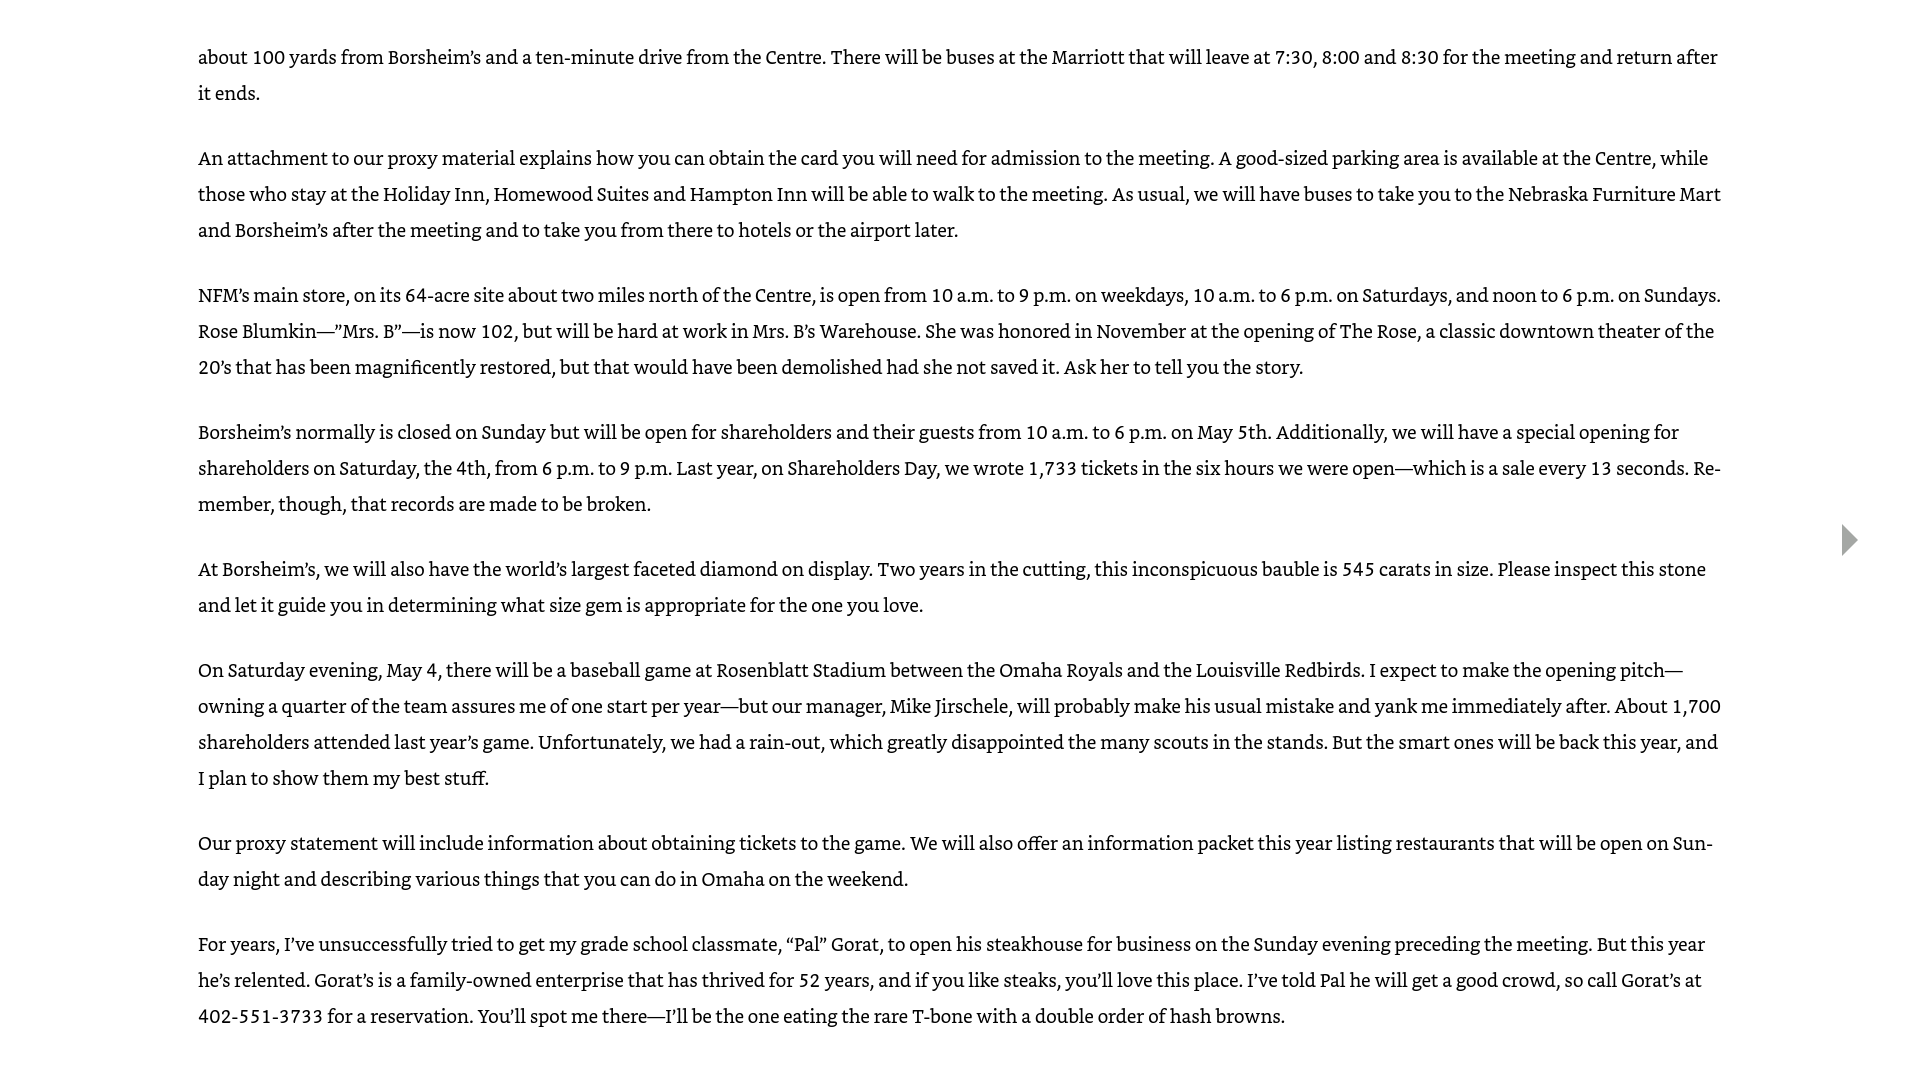 about 100 yards from Borsheim’s and a ten-minute drive from the Centre. There will be buses at the Marriott that will leave at 7:30, 8:00 and 8:30 for the meeting and return after
it ends.
An attachment to our proxy material explains how you can obtain the card you will need for admission to the meeting. A good-sized parking area is available at the Centre, while
those who stay at the Holiday Inn, Homewood Suites and Hampton Inn will be able to walk to the meeting. As usual, we will have buses to take you to the Nebraska Furniture Mart
and Borsheim’s after the meeting and to take you from there to hotels or the airport later.
NFM’s main store, on its 64-acre site about two miles north of the Centre, is open from 10 a.m. to 9 p.m. on weekdays, 10 a.m. to 6 p.m. on Saturdays, and noon to 6 p.m. on Sundays.
Rose Blumkin—”Mrs. B”—is now 102, but will be hard at work in Mrs. B’s Warehouse. She was honored in November at the opening of The Rose, a classic downtown theater of the
20’s that has been magnificently restored, but that would have been demolished had she not saved it. Ask her to tell you the story.
Borsheim’s normally is closed on Sunday but will be open for shareholders and their guests from 10 a.m. to 6 p.m. on May 5th. Additionally, we will have a special opening for
shareholders on Saturday, the 4th, from 6 p.m. to 9 p.m. Last year, on Shareholders Day, we wrote 1,733 tickets in the six hours we were open—which is a sale every 13 seconds. Re-
member, though, that records are made to be broken.
At Borsheim’s, we will also have the world’s largest faceted diamond on display. Two years in the cutting, this inconspicuous bauble is 545 carats in size. Please inspect this stone
and let it guide you in determining what size gem is appropriate for the one you love.
On Saturday evening, May 4, there will be a baseball game at Rosenblatt Stadium between the Omaha Royals and the Louisville Redbirds. I expect to make the opening pitch—
owning a quarter of the team assures me of one start per year—but our manager, Mike Jirschele, will probably make his usual mistake and yank me immediately after. About 1,700
shareholders attended last year’s game. Unfortunately, we had a rain-out, which greatly disappointed the many scouts in the stands. But the smart ones will be back this year, and
I plan to show them my best stuff.
Our proxy statement will include information about obtaining tickets to the game. We will also offer an information packet this year listing restaurants that will be open on Sun-
day night and describing various things that you can do in Omaha on the weekend.
For years, I’ve unsuccessfully tried to get my grade school classmate, “Pal” Gorat, to open his steakhouse for business on the Sunday evening preceding the meeting. But this year
he’s relented. Gorat’s is a family-owned enterprise that has thrived for 52 years, and if you like steaks, you’ll love this place. I’ve told Pal he will get a good crowd, so call Gorat’s at
402-551-3733 for a reservation. You’ll spot me there—I’ll be the one eating the rare T-bone with a double order of hash browns.